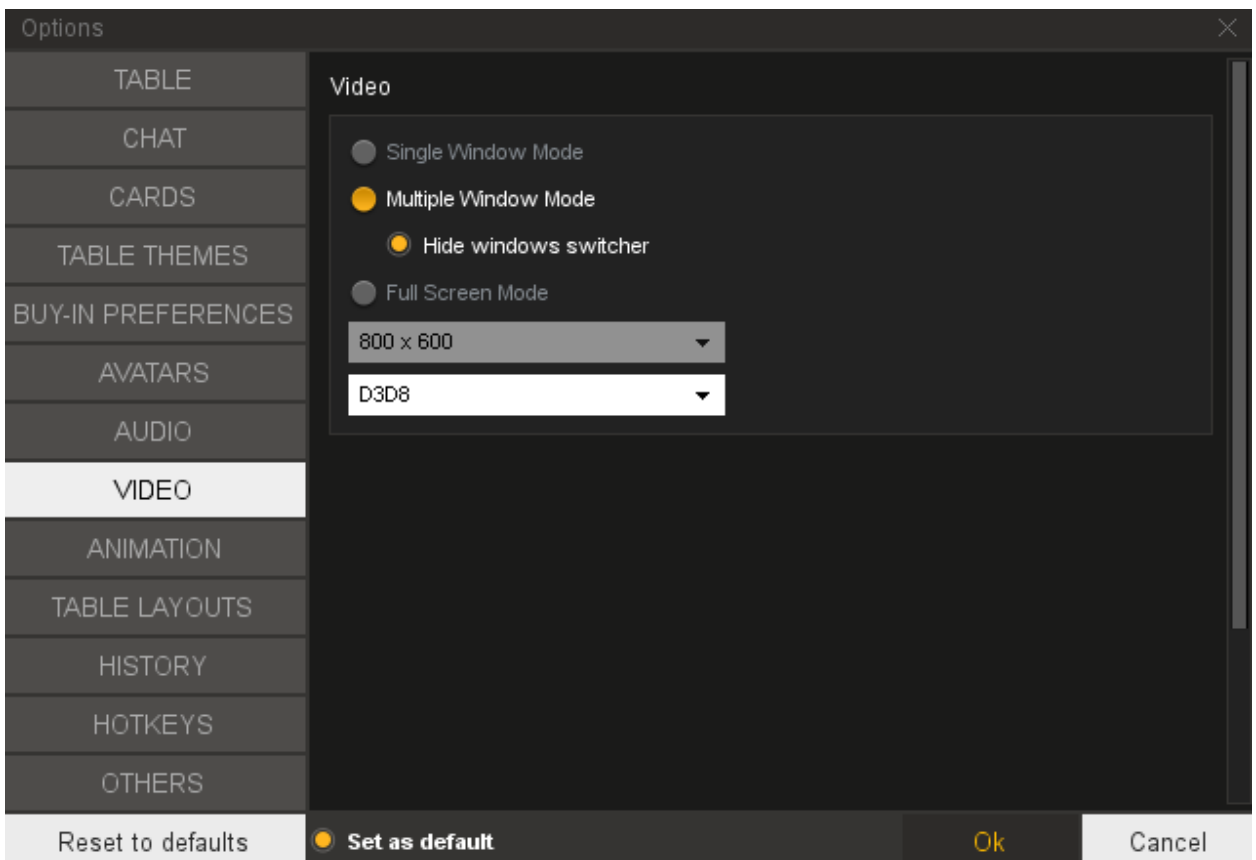 Options
TABLE
CHAT
CARDS
TABLE THEMES
BUY-IN PREFERENCES
AVATARS
AUDIO
VIDEO
ANIMATION
TABLE LAYOUTS
HISTORY
HOTKEYS
OTHERS
Reset to defaults
Video
Single Window Mode
Multiple Window Mode
Hide windows switcher
Full Screen Mode
800 x 600
D3D8
Set as default
Ok
Cancel